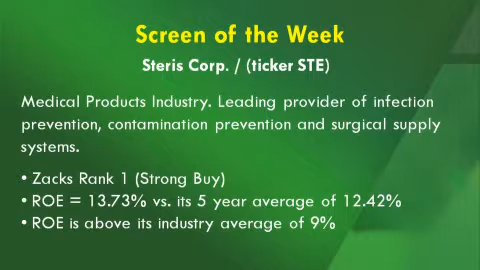 Screen of the Week
Steris Corp. / (ticker STE)
Medical Products Industry. Leading provider of infection
prevention, contamination prevention and surgical supply
systems.
• Zacks Rank 1 (Strong Buy)
• ROE = 13.73% vs. its 5 year average of 12.42%
• ROE is above its industry average of 9%